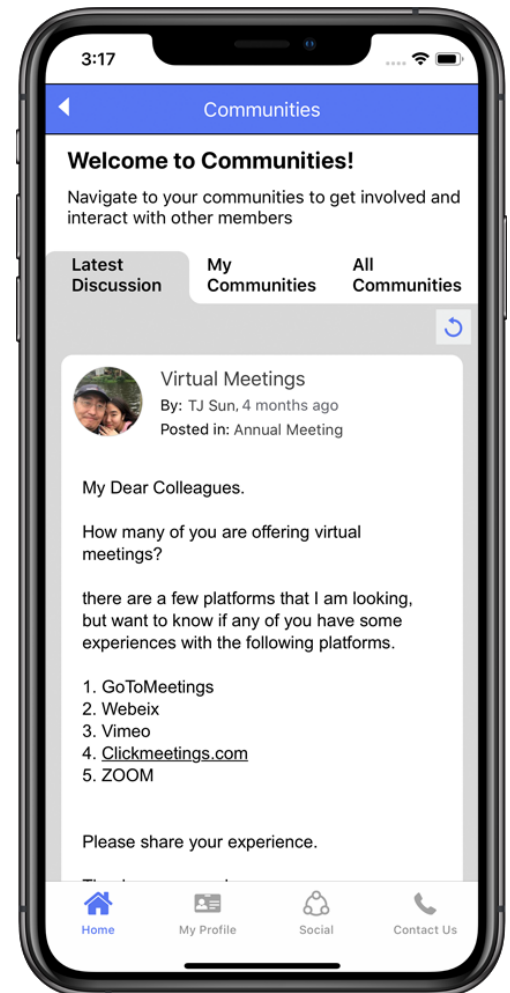 3:17
Communities
Welcome to Communities!
Navigate to your communities to get involved and
interact with other members
Latest
Discussion
My
Communities
All
Communities
Virtual Meetings
By: TJ Sun, 4 months ago
Posted in: Annual Meeting
My Dear Colleagues.
How many of you are offering virtual
meetings?
there are a few platforms that I am looking,
but want to know if any of you have some
experiences with the following platforms.
1. GoToMeetings
2. Webeix
3. Vimeo
4. Clickmeetings.com
5. ZOOM
Please share your experience.
Home
My Profile
Social
Contact Us